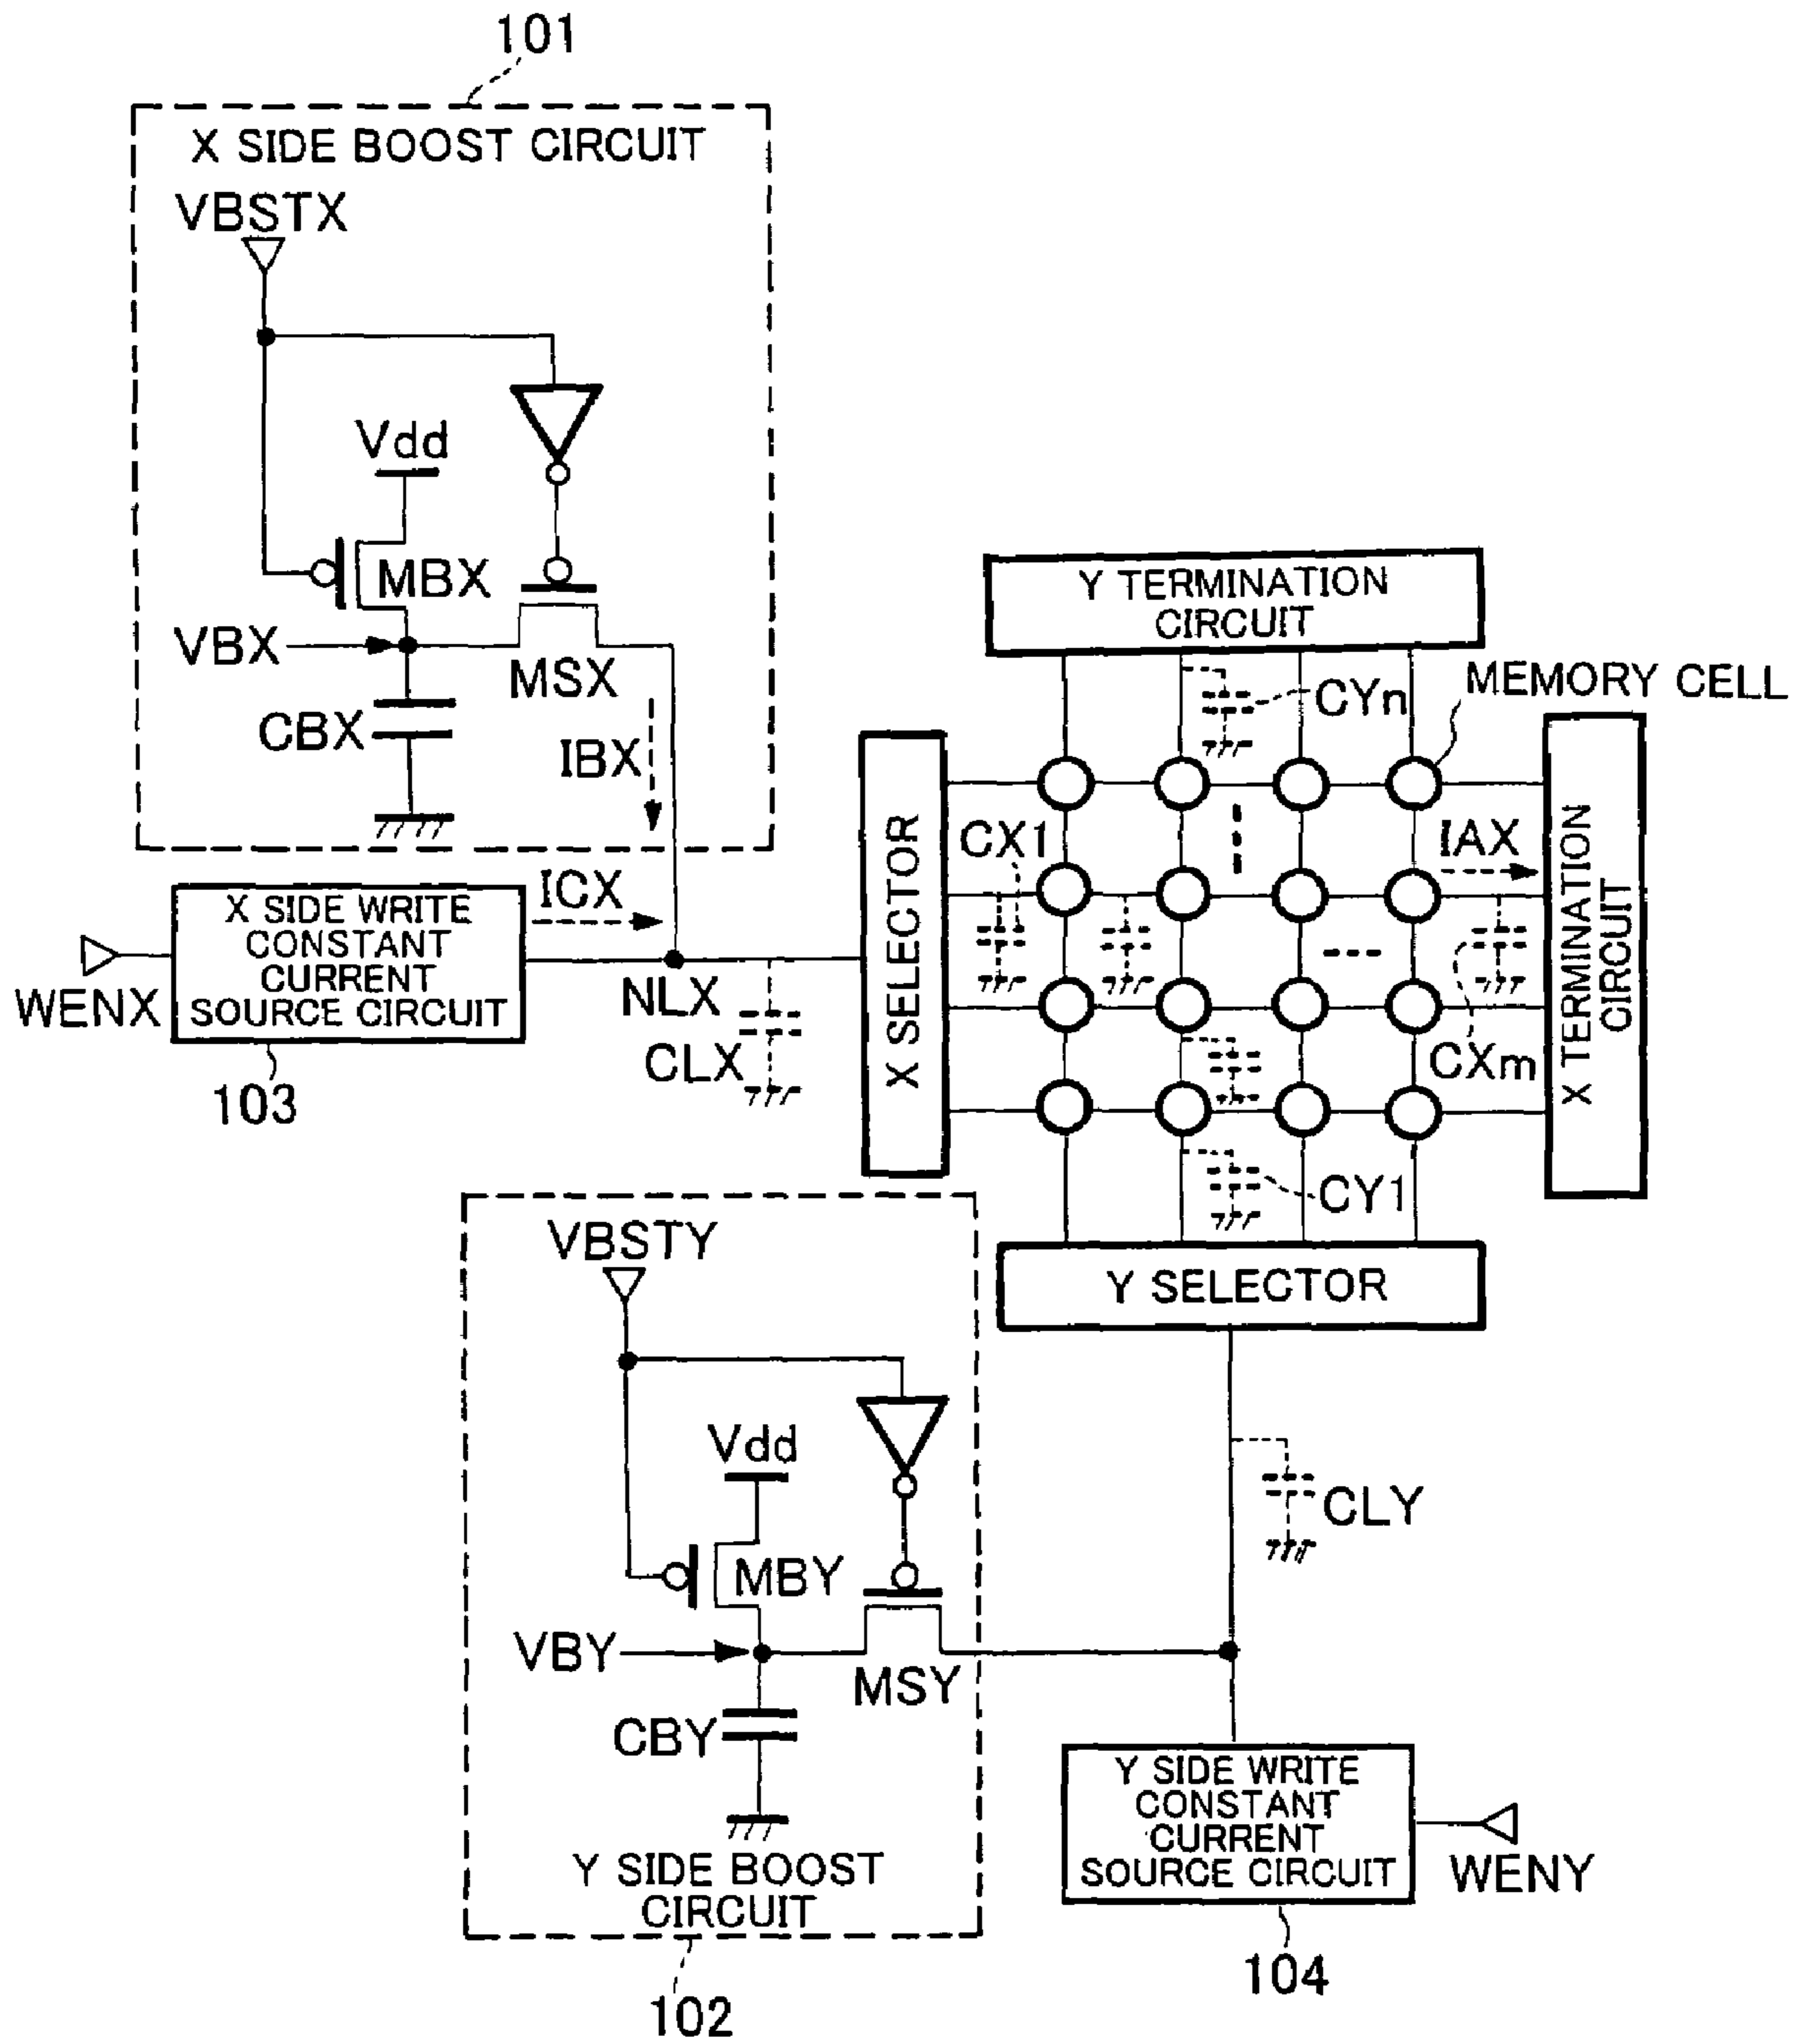 101
X SIDE BOOST CIRCUIT
VBSTX
Vdd
MBX
VBX
MSX
CBX
IBX
Y TERMINATION
CIRCUIT
CYn
MEMORY CELL
X SELECTOR
CX1
IAX
X TERMINATION
CIRCUIT
ICX
X SIDE WRITE
CONSTANT
CURRENT
SOURCE CIRCUIT
WENX
NLX
CLX
CXm
103
CY1
VBSTY
Y SELECTOR
Vdd
CLY
MBY
VBY
MSY
CBY
Y SIDE WRITE
CONSTANT
CURRENT
SOURCE CIRCUIT
WENY
Y SIDE BOOST
CIRCUIT
104
102